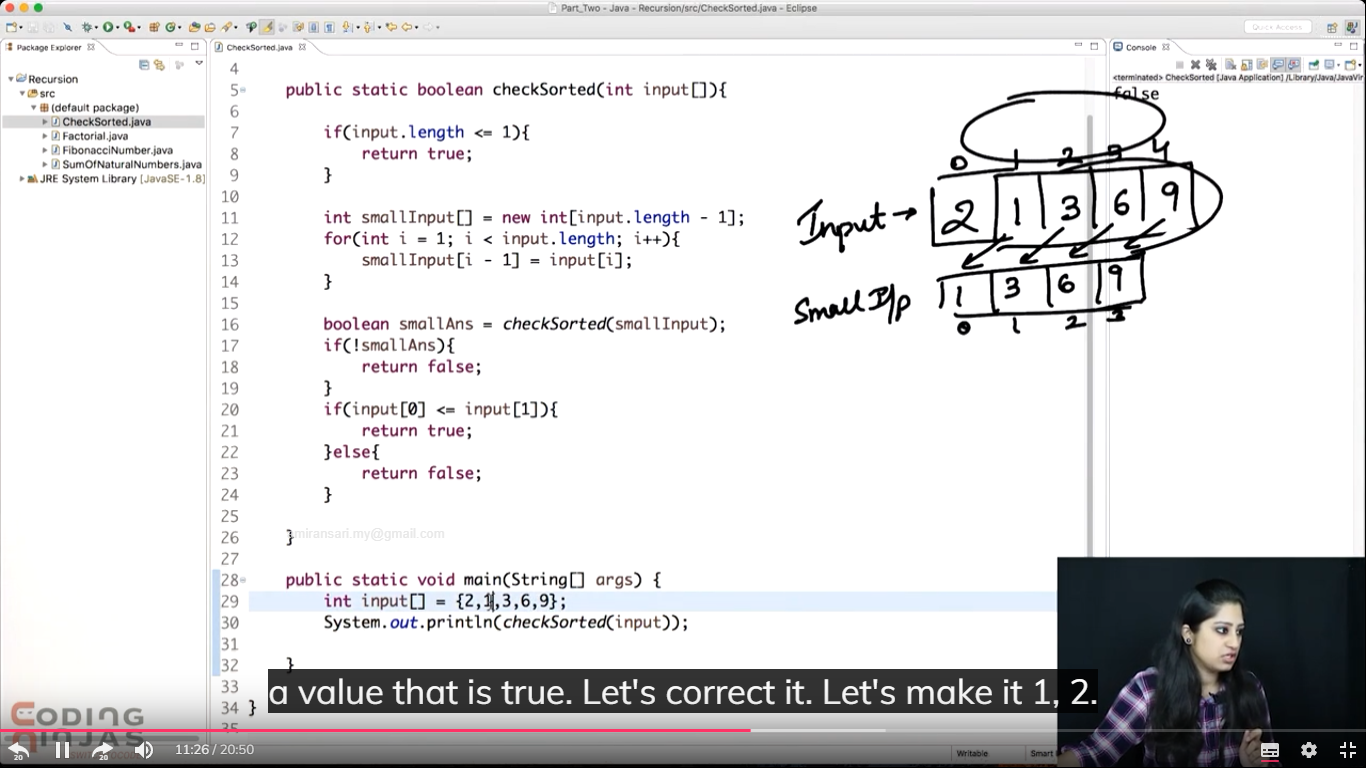 Part_Two - Java - Recursion/src/CheckSorted.java - Eclipse
Quick Access
Package Explorer
CheckSorted.java
Console
Recursion
src
(default package)
CheckSorted.java
Factorial.java
FibonacciNumber.java
SumOfNaturalNumbers.java
JRE System Library [JavaSE-1.8]
<terminated> CheckSorted [Java Application] /Library/Java/JavaVir
false
4
5 public static boolean checkSorted(int input[]){
6
7 if(input.length <= 1){
8 return true;
9 }
10
11 int smallInput[] = new int[input.length - 1];
12 for(int i = 1; i < input.length; i++){
13 smallInput[i - 1] = input[i];
14 }
15
16 boolean smallAns = checkSorted(smallInput);
17 if(!smallAns){
18 return false;
19 }
20 if(input[0] <= input[1]){
21 return true;
22 }else{
23 return false;
24 }
25
26 }
miransari.my@gmail.com
27
28 public static void main(String[] args) {
29 int input[] = {2,1,3,6,9};
30 System.out.println(checkSorted(input));
31
32 }
33
34 }
35
0 1 2 3 4
Input → 2 1 3 6 9
Small I/p 1 3 6 9
0 1 2 3
a value that is true. Let's correct it. Let's make it 1, 2.
CODING
NINJAS
11:26 / 20:50
20
20
Writable
Smart